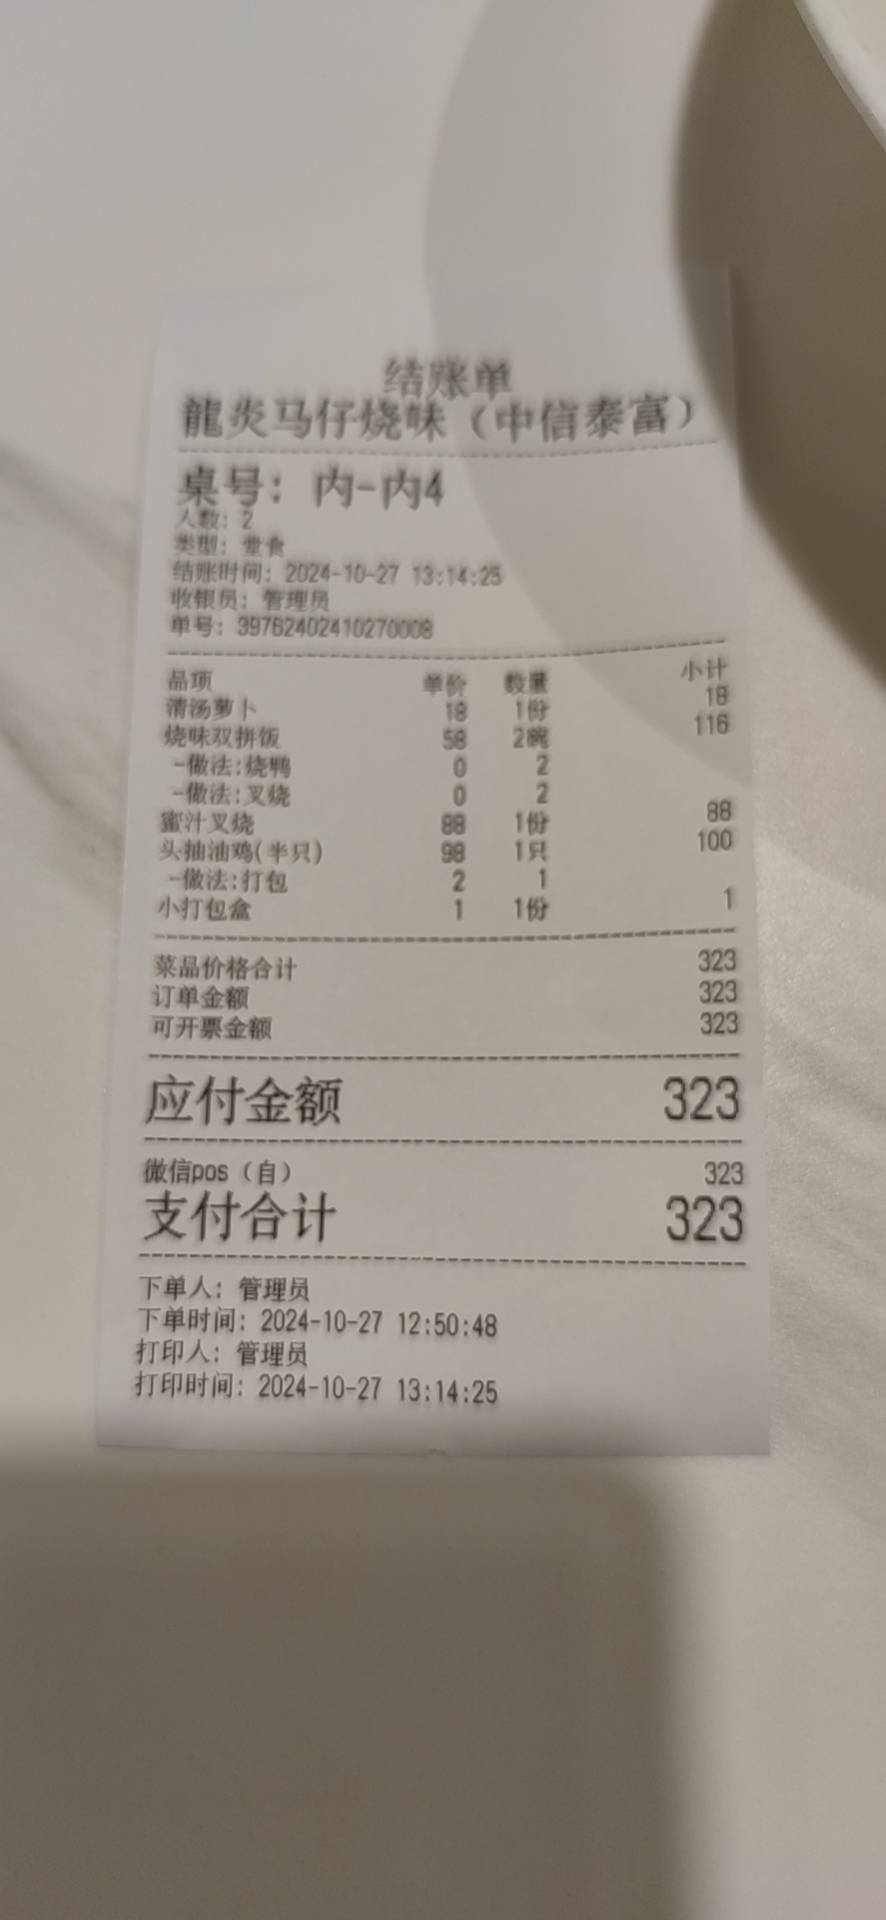 结账单
龍炎马仔烧味（中信泰富）
桌号: 内-内4
人数: 2
类型: 堂食
结账时间: 2024-10-27 13:14:25
收银员: 管理员
单号: 39762402410270008
品项 单价 数量 小计
清汤萝卜 18 1份 18
烧味双拼饭 58 2碗 116
-做法:烧鸭 0 2
-做法:叉烧 0 2
蜜汁叉烧 88 1份 88
头抽油鸡(半只) 98 1只 100
-做法:打包 2 1
小打包盒 1 1份 1
菜品价格合计 323
订单金额 323
可开票金额 323
应付金额 323
微信pos（自） 323
支付合计 323
下单人: 管理员
下单时间: 2024-10-27 12:50:48
打印人: 管理员
打印时间: 2024-10-27 13:14:25